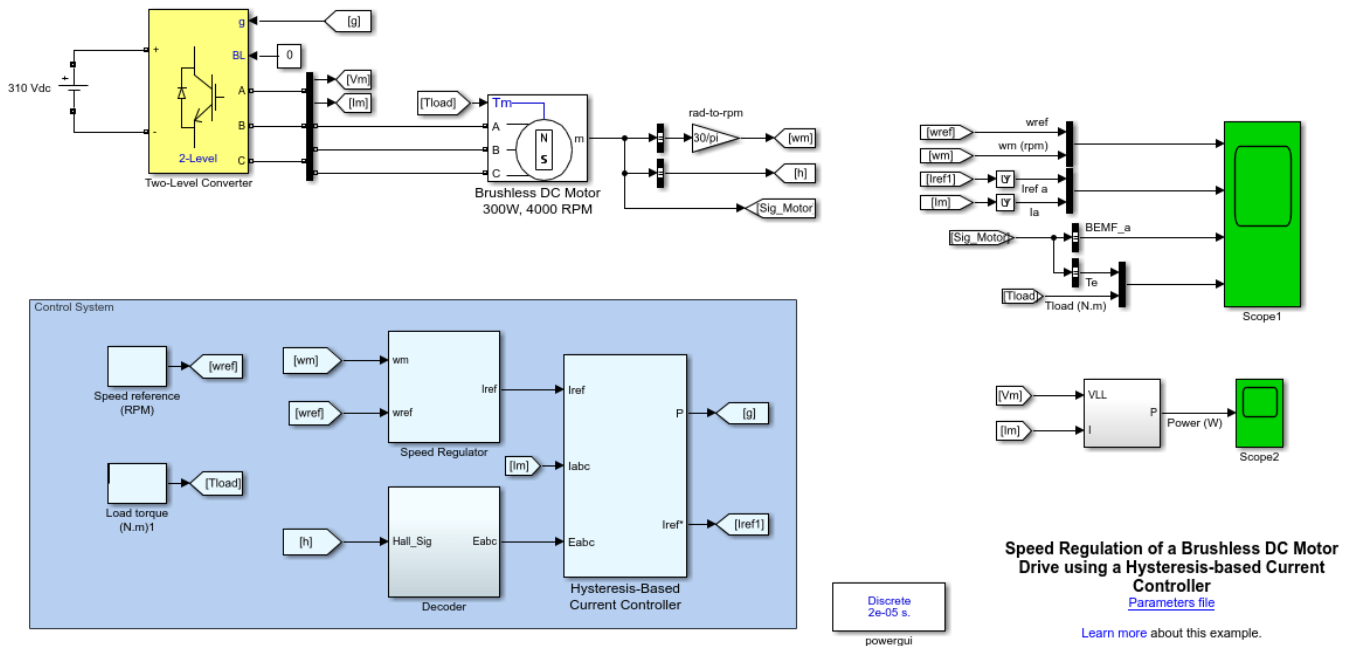 310 Vdc
+
+
-
g
BL
A
B
C
2-Level
Two-Level Converter
[g]
0
[Vm]
[Im]
[Tload]
Tm
A
B
C
N
S
m
Brushless DC Motor
300W, 4000 RPM
rad-to-rpm
30/pi
[wm]
[h]
[Sig_Motor]
[wref]
wref
[wm]
wm (rpm)
[Iref1]
Iref a
[Im]
Ia
[Sig_Motor]
BEMF_a
Te
[Tload]
Tload (N.m)
Scope1
Control System
Speed reference
(RPM)
[wref]
Load torque
(N.m)1
[Tload]
[wm]
[wref]
wm
wref
Iref
Speed Regulator
[h]
Hall_Sig
Eabc
Decoder
[Im]
Iref
Iabc
Eabc
P
Iref*
Hysteresis-Based
Current Controller
[g]
[Iref1]
[Vm]
[Im]
VLL
I
P
Power (W)
Scope2
Discrete
2e-05 s.
powergui
Speed Regulation of a Brushless DC Motor
Drive using a Hysteresis-based Current
Controller
Parameters file
Learn more about this example.